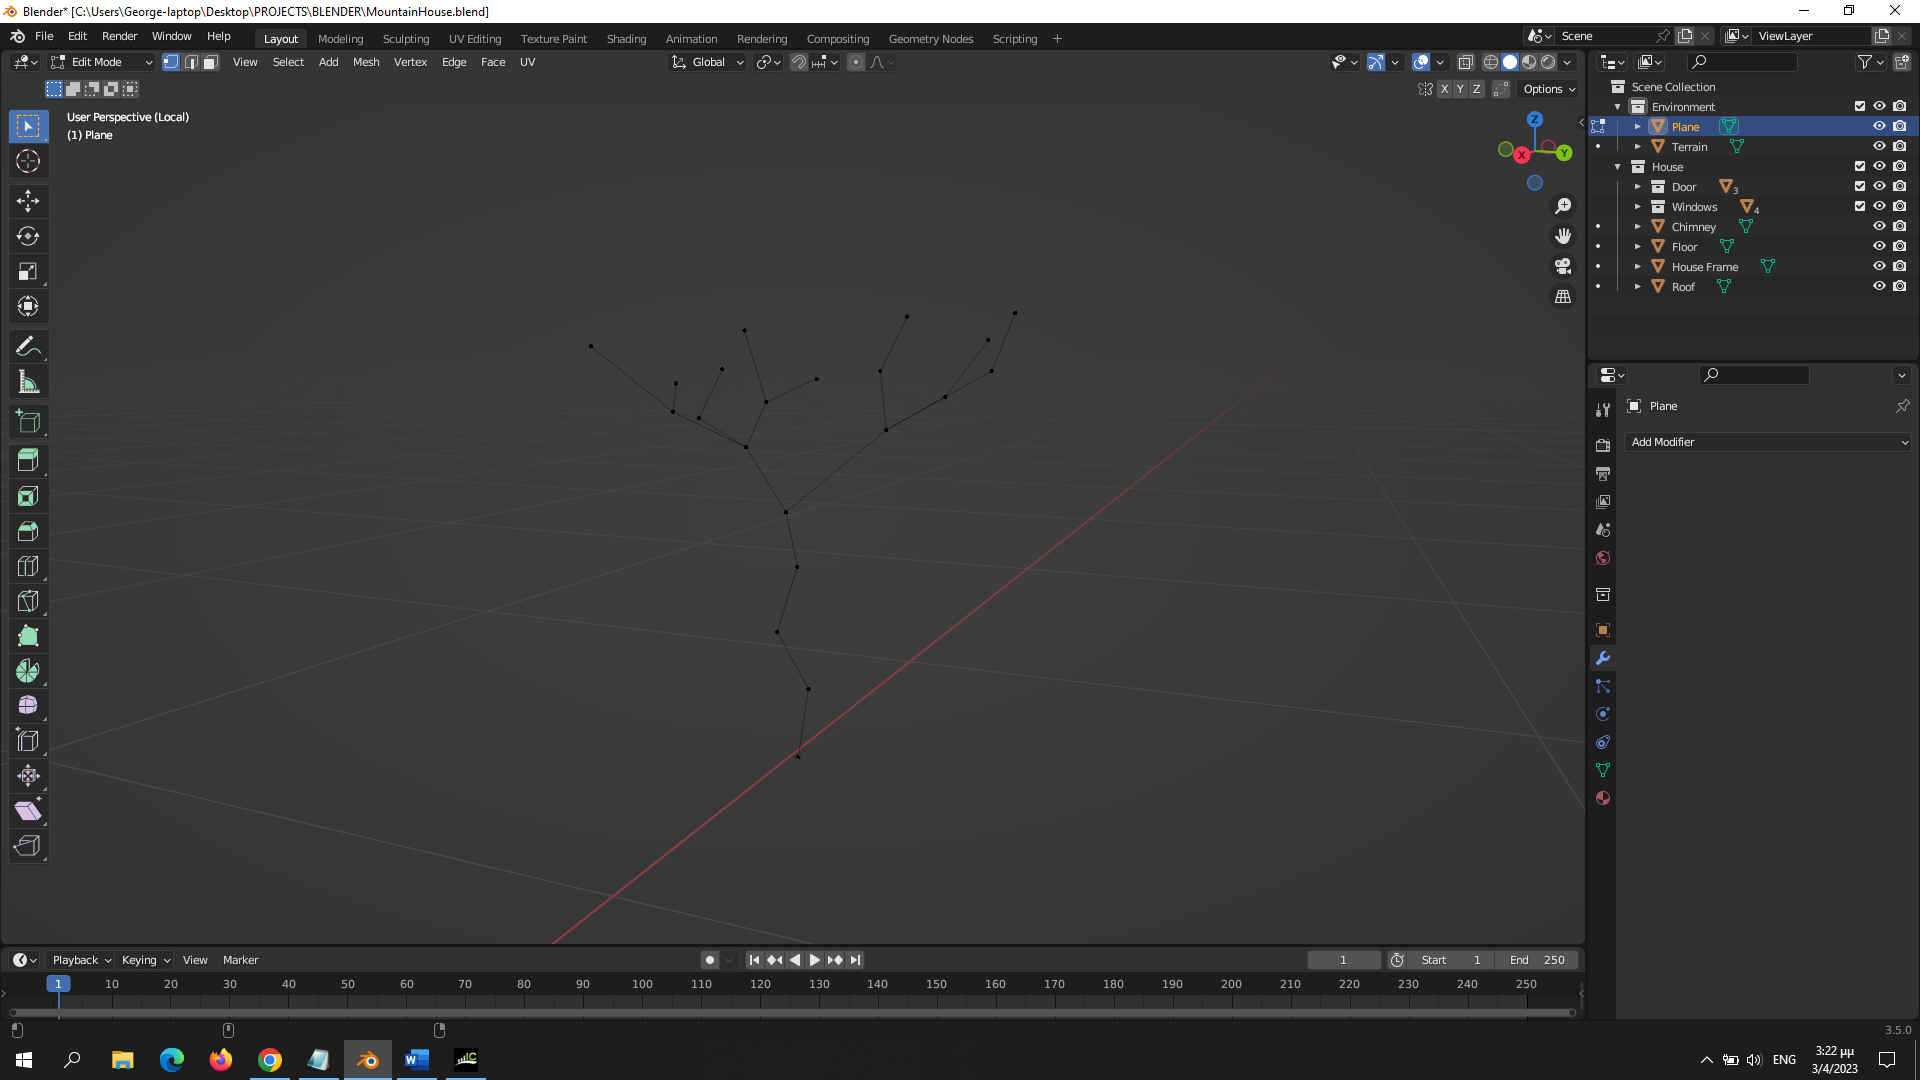 Blender* [C:\Users\George-laptop\Desktop\PROJECTS\BLENDER\MountainHouse.blend]
File Edit Render Window Help Layout Modeling Sculpting UV Editing Texture Paint Shading Animation Rendering Compositing Geometry Nodes Scripting + Scene ViewLayer
Edit Mode View Select Add Mesh Vertex Edge Face UV Global
X Y Z Options
User Perspective (Local)
(1) Plane
Z
X Y
Scene Collection
Environment
Plane
Terrain
House
Door 3
Windows 4
Chimney
Floor
House Frame
Roof
Plane
Add Modifier
Playback Keying View Marker 1 Start 1 End 250
1 10 20 30 40 50 60 70 80 90 100 110 120 130 140 150 160 170 180 190 200 210 220 230 240 250
3.5.0
W IC ENG 3:22 μμ
3/4/2023